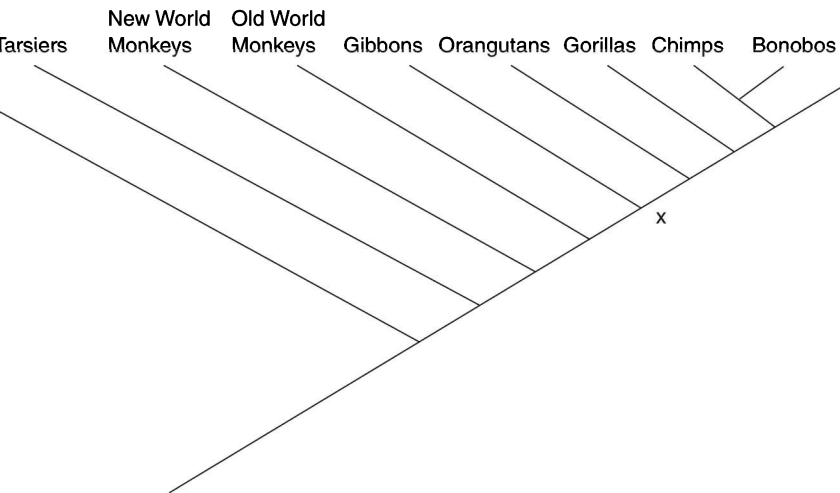 New World Old World
Tarsiers Monkeys Monkeys Gibbons Orangutans Gorillas Chimps Bonobos
x